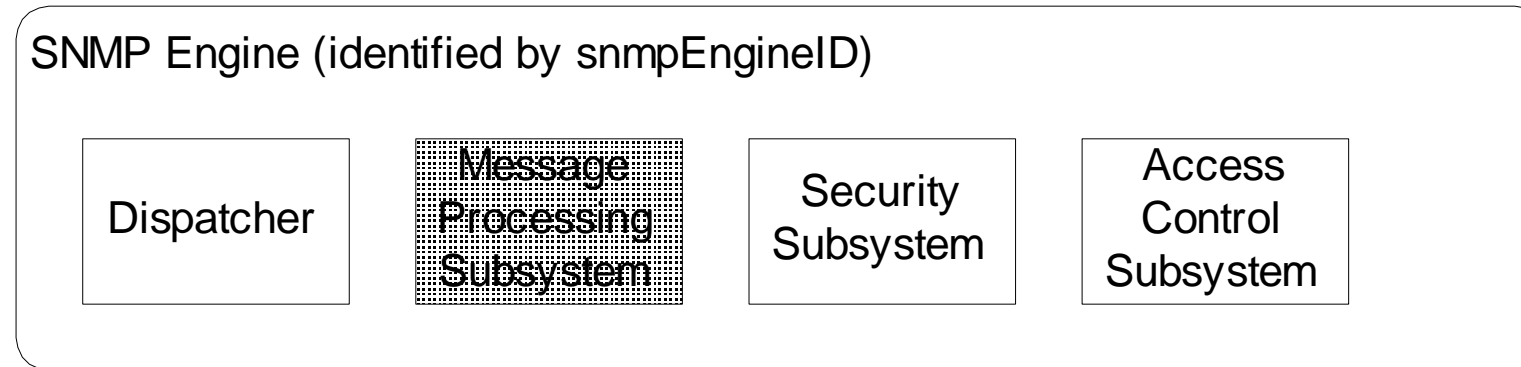 SNMP Engine (identified by snmpEngineID)
Dispatcher
Message
Processing
Subsystem
Security
Subsystem
Access
Control
Subsystem